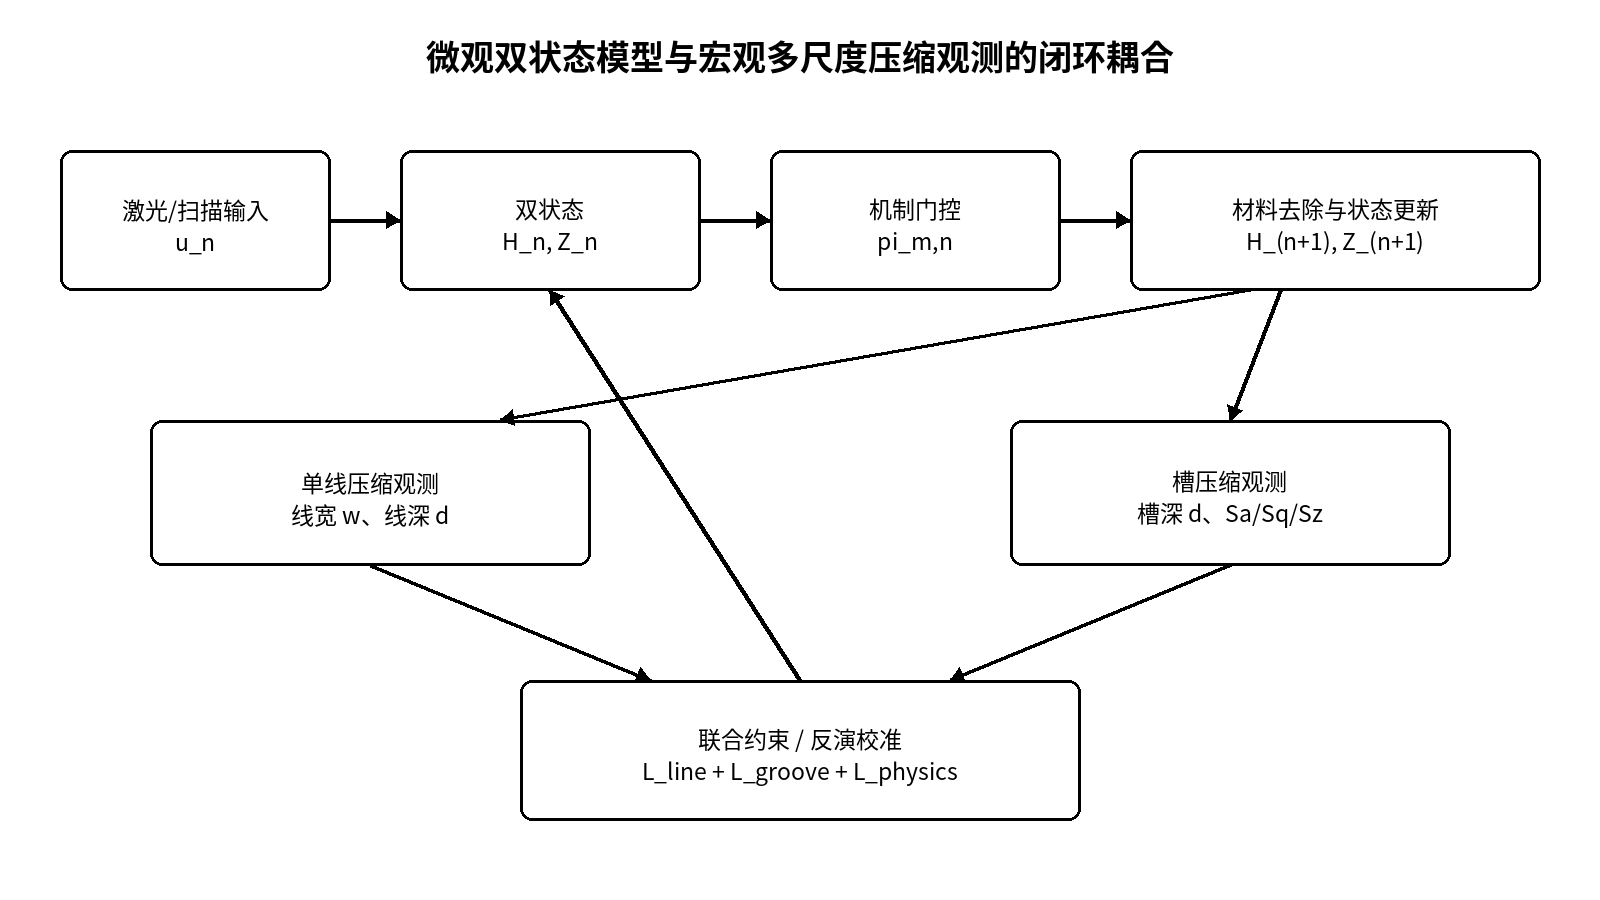 微观双状态模型与宏观多尺度压缩观测的闭环耦合
激光/扫描输入
u_n
双状态
H_n, Z_n
机制门控
pi_m,n
材料去除与状态更新
H_(n+1), Z_(n+1)
单线压缩观测
线宽 w、线深 d
槽压缩观测
槽深 d、Sa/Sq/Sz
联合约束 / 反演校准
L_line + L_groove + L_physics